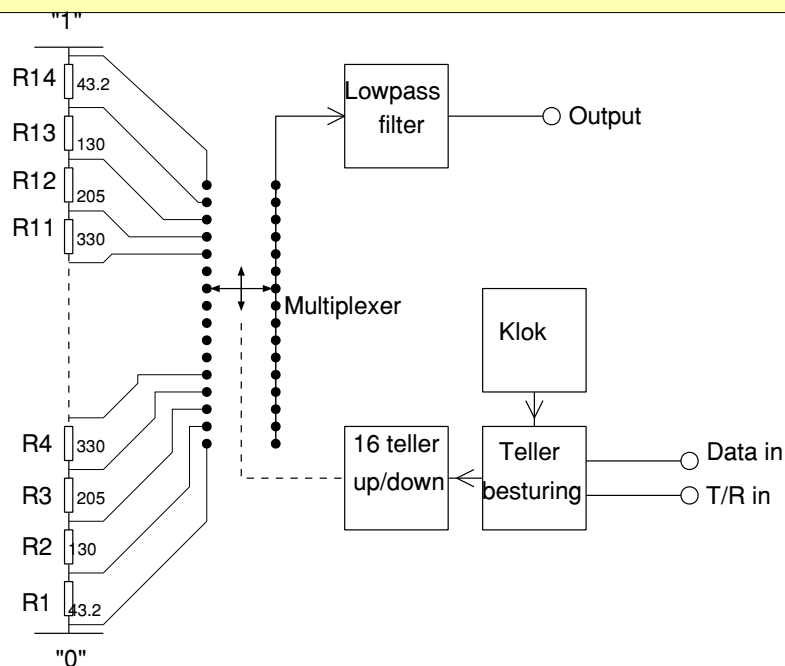 "1"
R14
43.2
R13
130
R12
205
R11
330
Lowpass
filter
Output
Multiplexer
Klok
R4
330
R3
205
R2
130
R1
43.2
"0"
16 teller
up/down
Teller
besturing
Data in
T/R in